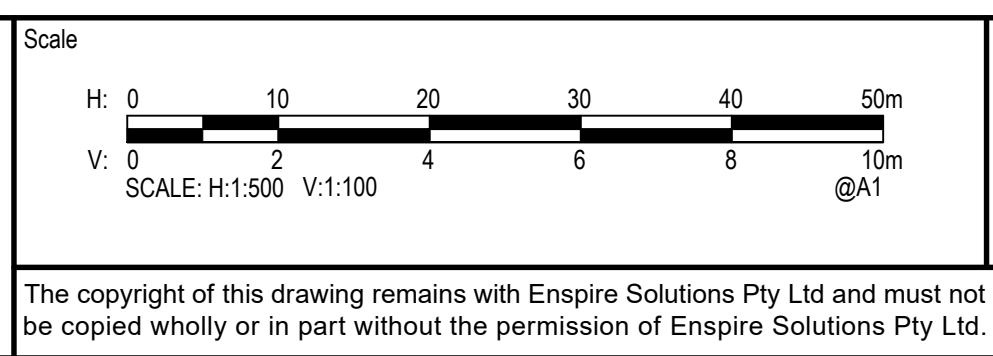 Scale
H: 0 10 20 30 40 50m
V: 0 2 4 6 8 10m
SCALE: H:1:500 V:1:100 @A1
The copyright of this drawing remains with Enspire Solutions Pty Ltd and must not
be copied wholly or in part without the permission of Enspire Solutions Pty Ltd.